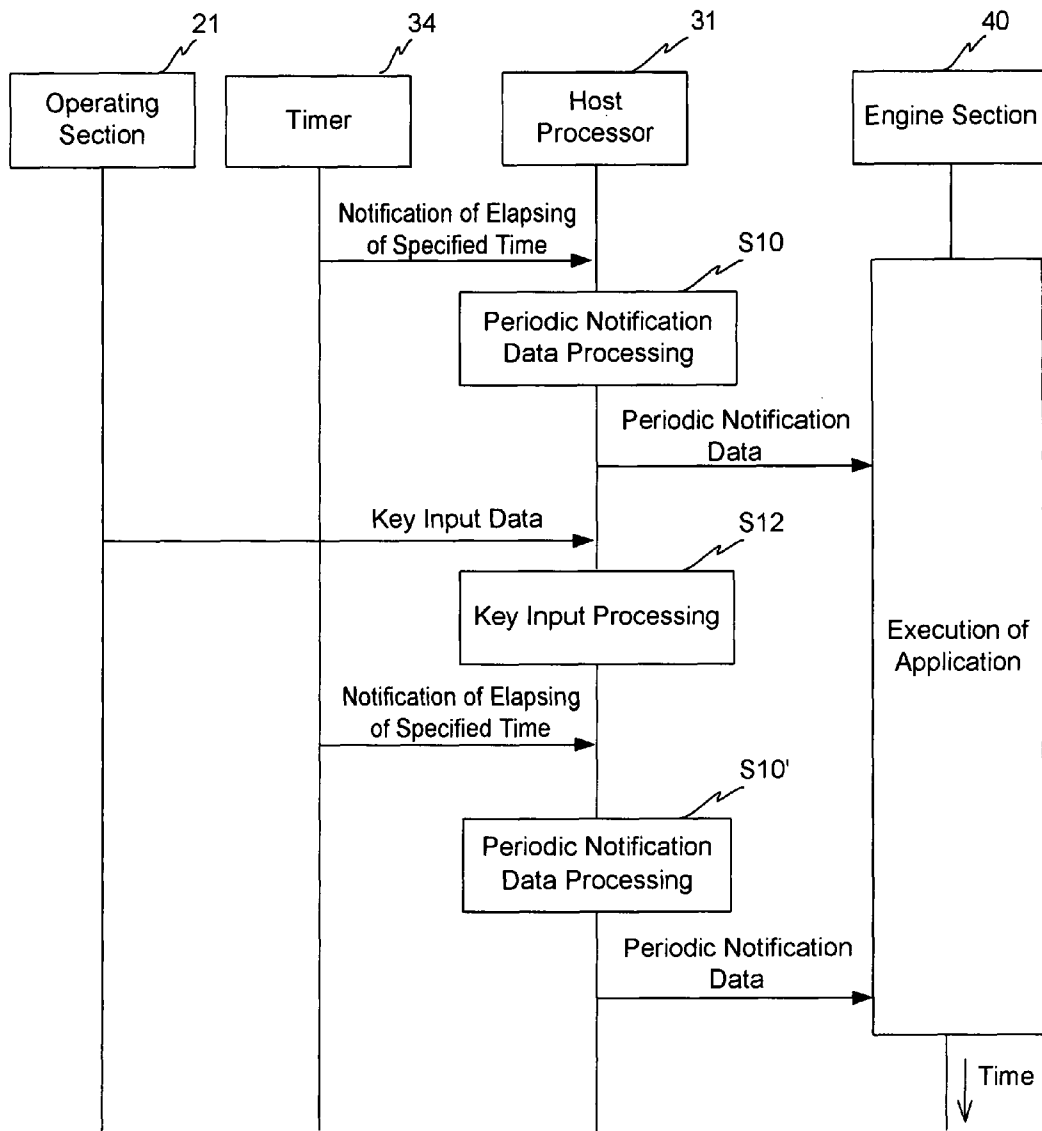 21
34
31
40
Operating
Section
Timer
Host
Processor
Engine Section
Notification of Elapsing
of Specified Time
S10
Periodic Notification
Data Processing
Periodic Notification
Data
Key Input Data
S12
Key Input Processing
Execution of
Application
Notification of Elapsing
of Specified Time
S10'
Periodic Notification
Data Processing
Periodic Notification
Data
Time